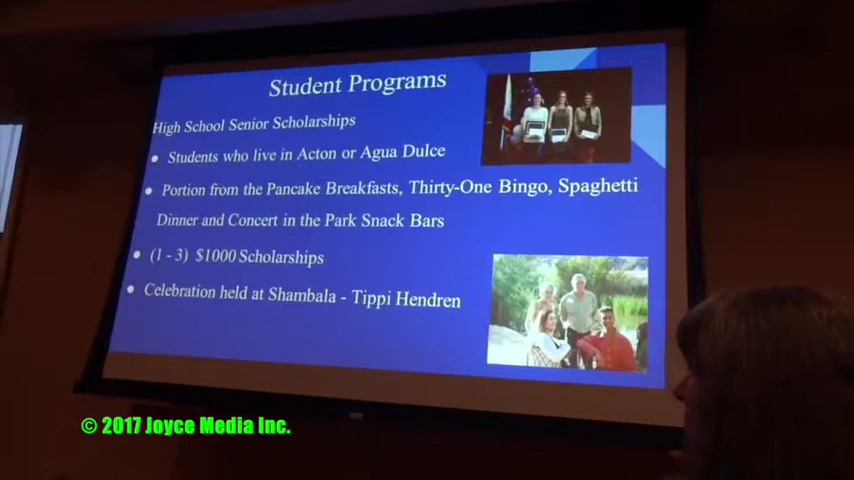 Student Programs
High School Senior Scholarships
• Students who live in Acton or Agua Dulce
• Portion from the Pancake Breakfasts, Thirty-One Bingo, Spaghetti
Dinner and Concert in the Park Snack Bars
• (1 - 3) $1000 Scholarships
• Celebration held at Shambala - Tippi Hendren
© 2017 Joyce Media Inc.